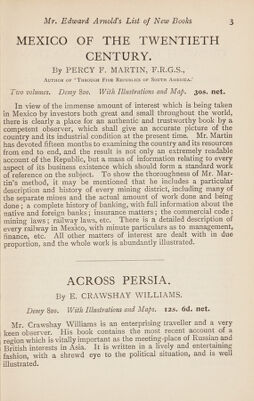 Mr. Edward Arnold's List of New Books 3
MEXICO OF THE TWENTIETH
CENTURY.
By PERCY F. MARTIN, F.R.G.S.,
AUTHOR OF 'THROUGH FIVE REPUBLICS OF SOUTH AMERICA.'
Two volumes. Demy 8vo. With Illustrations and Map. 30s. net.
In view of the immense amount of interest which is being taken
in Mexico by investors both great and small throughout the world,
there is clearly a place for an authentic and trustworthy book by a
competent observer, which shall give an accurate picture of the
country and its industrial condition at the present time. Mr. Martin
has devoted fifteen months to examining the country and its resources
from end to end, and the result is not only an extremely readable
account of the Republic, but a mass of information relating to every
aspect of its business existence which should form a standard work
of reference on the subject. To show the thoroughness of Mr. Mar-
tin's method, it may be mentioned that he includes a particular
description and history of every mining district, including many of
the separate mines and the actual amount of work done and being
done; a complete history of banking, with full information about the
native and foreign banks; insurance matters; the commercial code;
mining laws; railway laws, etc. There is a detailed description of
every railway in Mexico, with minute particulars as to management,
finance, etc. All other matters of interest are dealt with in due
proportion, and the whole work is abundantly illustrated.
ACROSS PERSIA.
By E. CRAWSHAY WILLIAMS.
Demy 8vo. With Illustrations and Maps. 12s. 6d. net.
Mr. Crawshay Williams is an enterprising traveller and a very
keen observer. His book contains the most recent account of a
region which is vitally important as the meeting-place of Russian and
British interests in Asia. It is written in a lively and entertaining
fashion, with a shrewd eye to the political situation, and is well
illustrated.